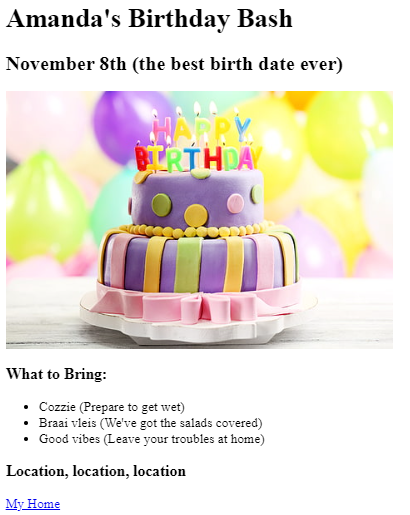 Amanda's Birthday Bash
November 8th (the best birth date ever)
HAPPY
BIRTHDAY
What to Bring:
Cozzie (Prepare to get wet)
Braai vleis (We've got the salads covered)
Good vibes (Leave your troubles at home)
Location, location, location
My Home